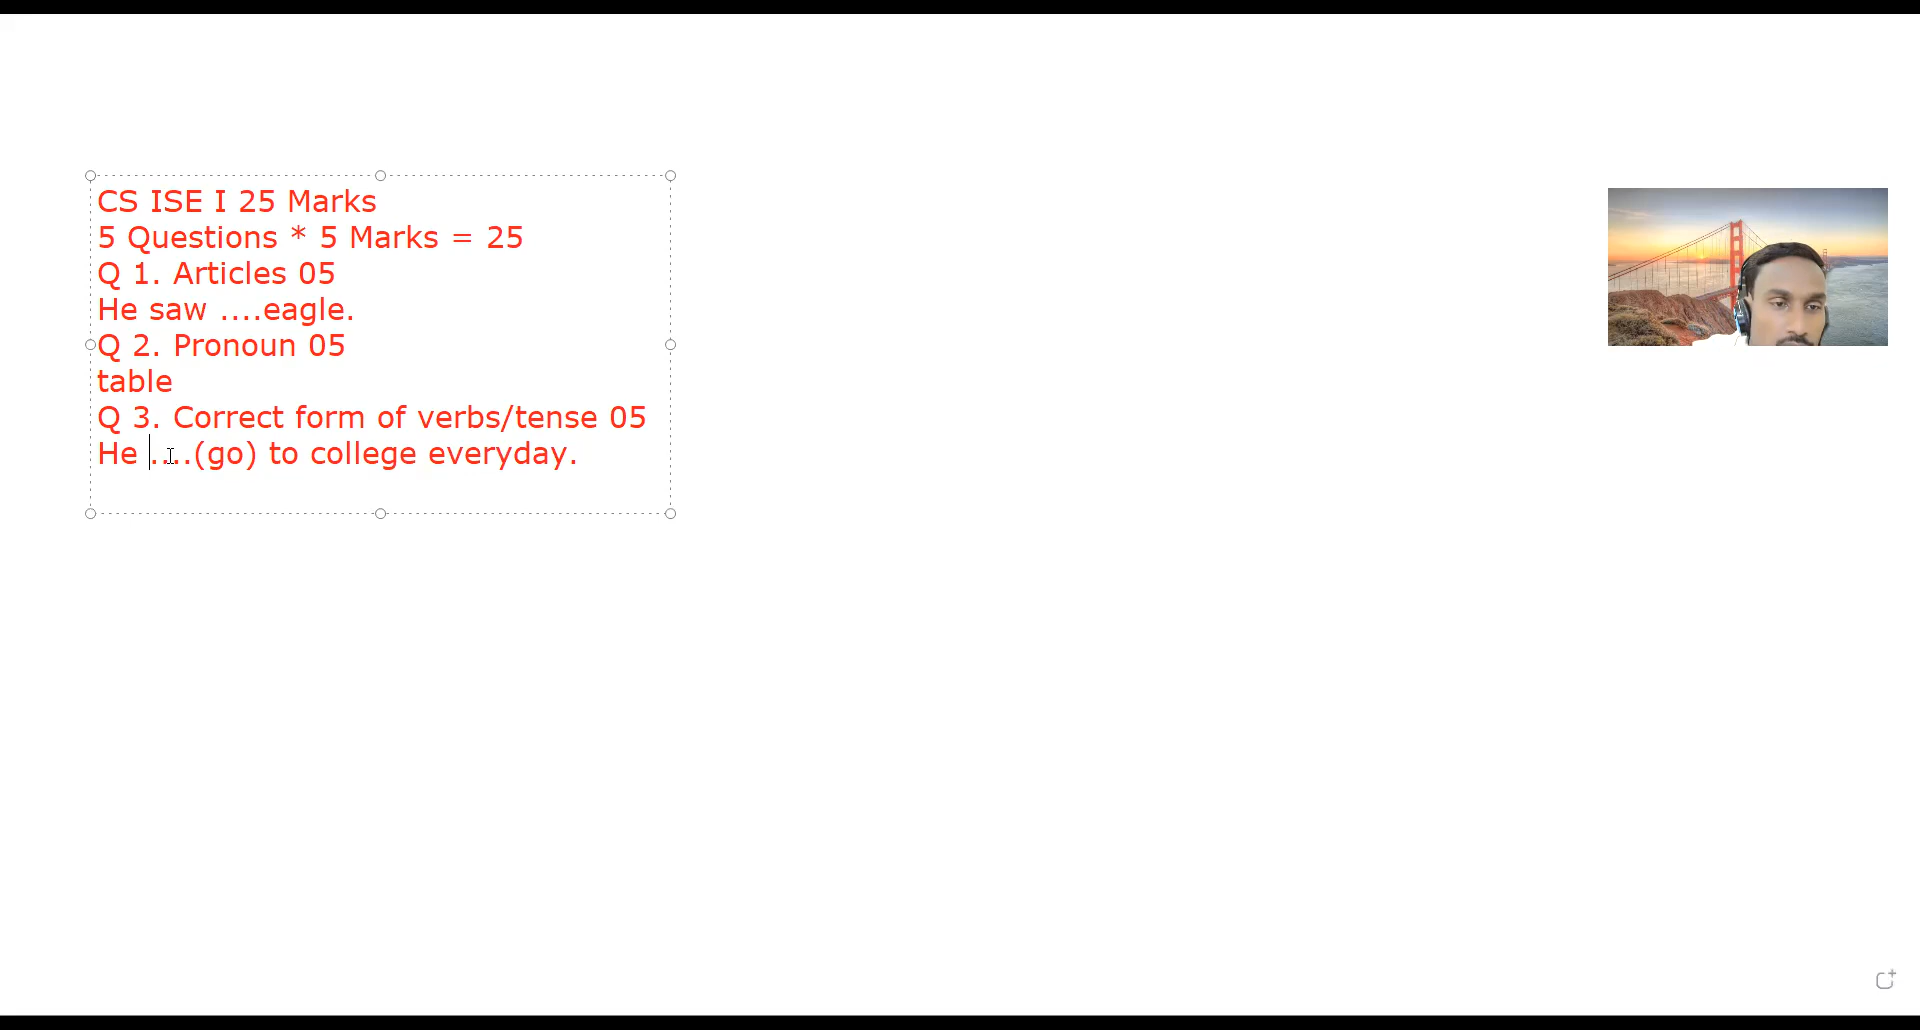 CS ISE I 25 Marks
5 Questions * 5 Marks = 25
Q 1. Articles 05
He saw ....eagle.
Q 2. Pronoun 05
table
Q 3. Correct form of verbs/tense 05
He ....(go) to college everyday.